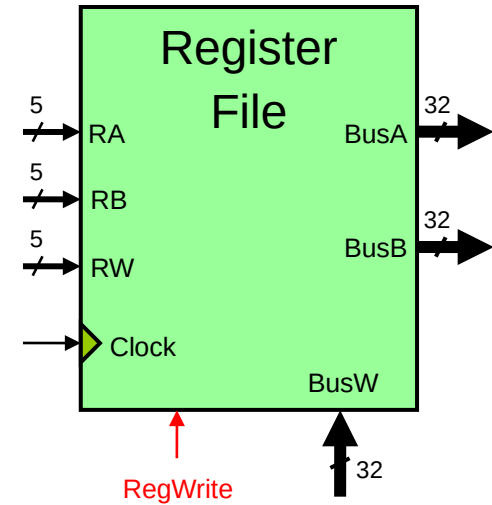 Register
File
5
RA
BusA
32
5
RB
BusB
32
5
RW
Clock
BusW
RegWrite
32